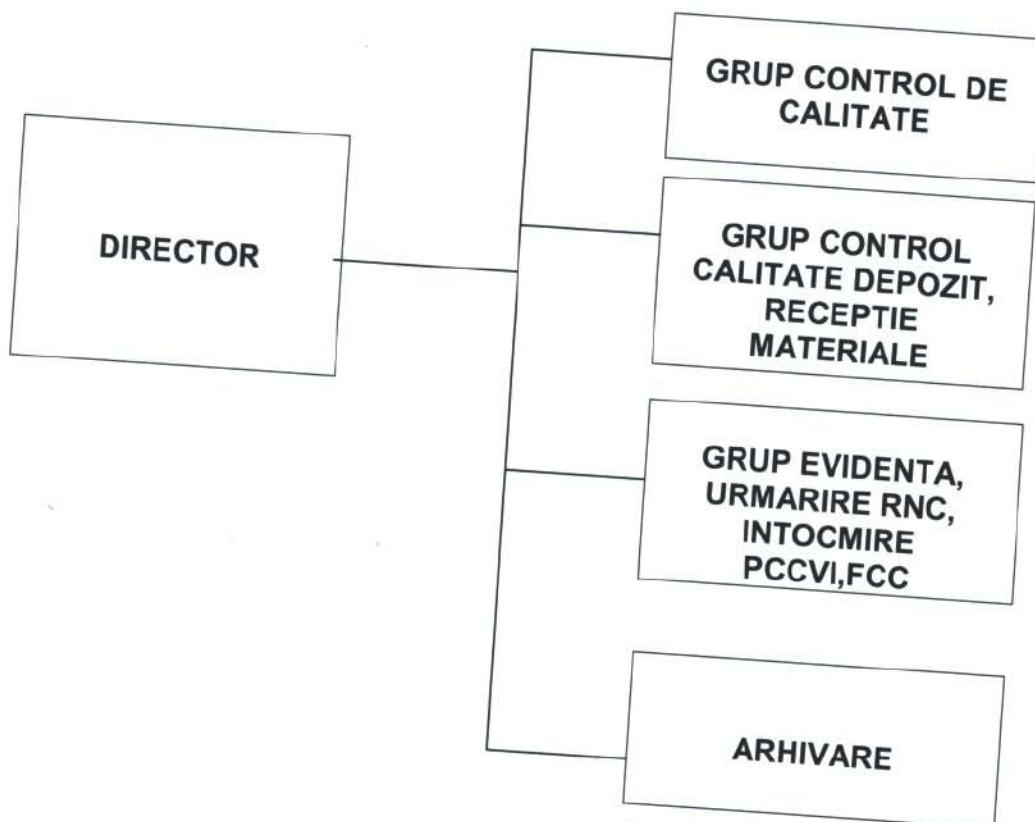 DIRECTOR
GRUP CONTROL DE
CALITATE
GRUP CONTROL
CALITATE DEPOZIT,
RECEPTIE
MATERIALE
GRUP EVIDENTA,
URMARIRE RNC,
INTOCMIRE
PCCVI,FCC
ARHIVARE